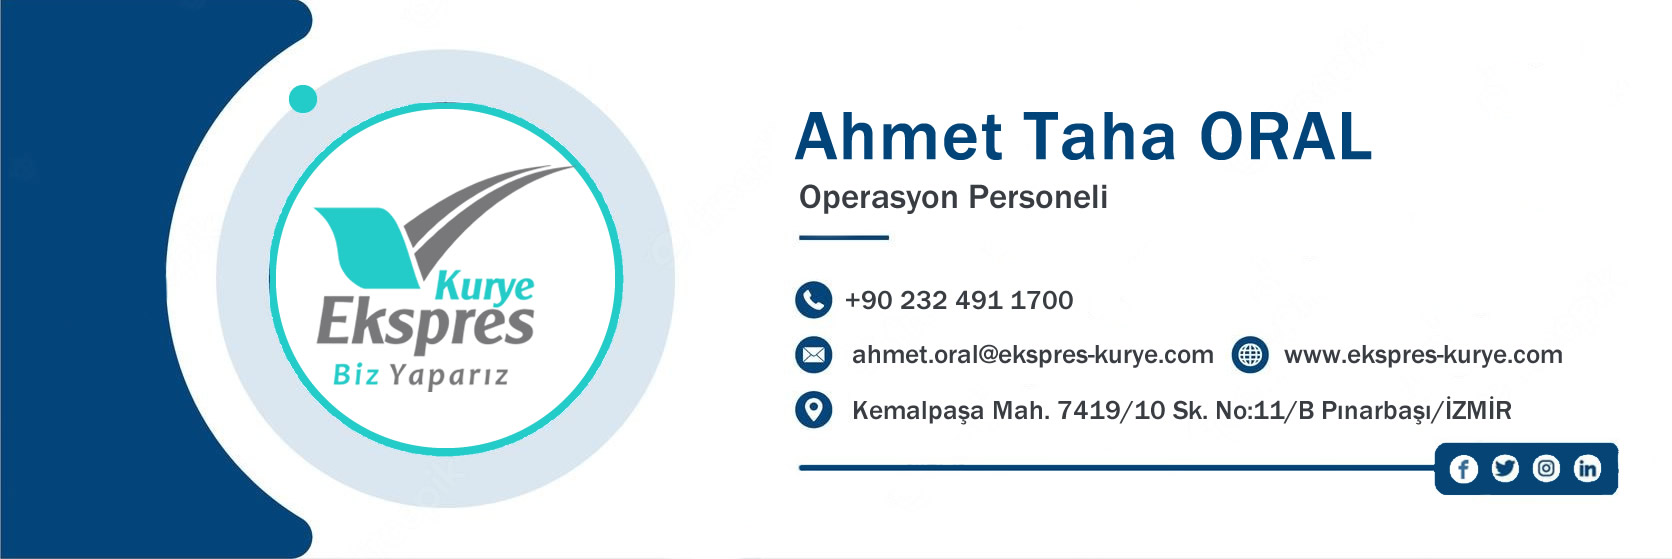 Kurye
Ekspres
Biz Yaparız
Ahmet Taha ORAL
Operasyon Personeli
+90 232 491 1700
ahmet.oral@ekspres-kurye.com www.ekspres-kurye.com
Kemalpaşa Mah. 7419/10 Sk. No:11/B Pınarbaşı/İZMİR